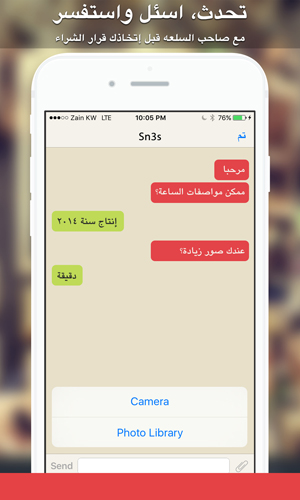 تحدث، اسئل واستفسر
مع صاحب السلعه قبل إتخاذك قرار الشراء
Zain KW LTE 10:05 PM 76%
Sn3s تم
مرحبا
ممكن مواصفات الساعة؟
إنتاج سنة ٢٠١٤
عندك صور زيادة؟
دقيقة
Camera
Photo Library
Send